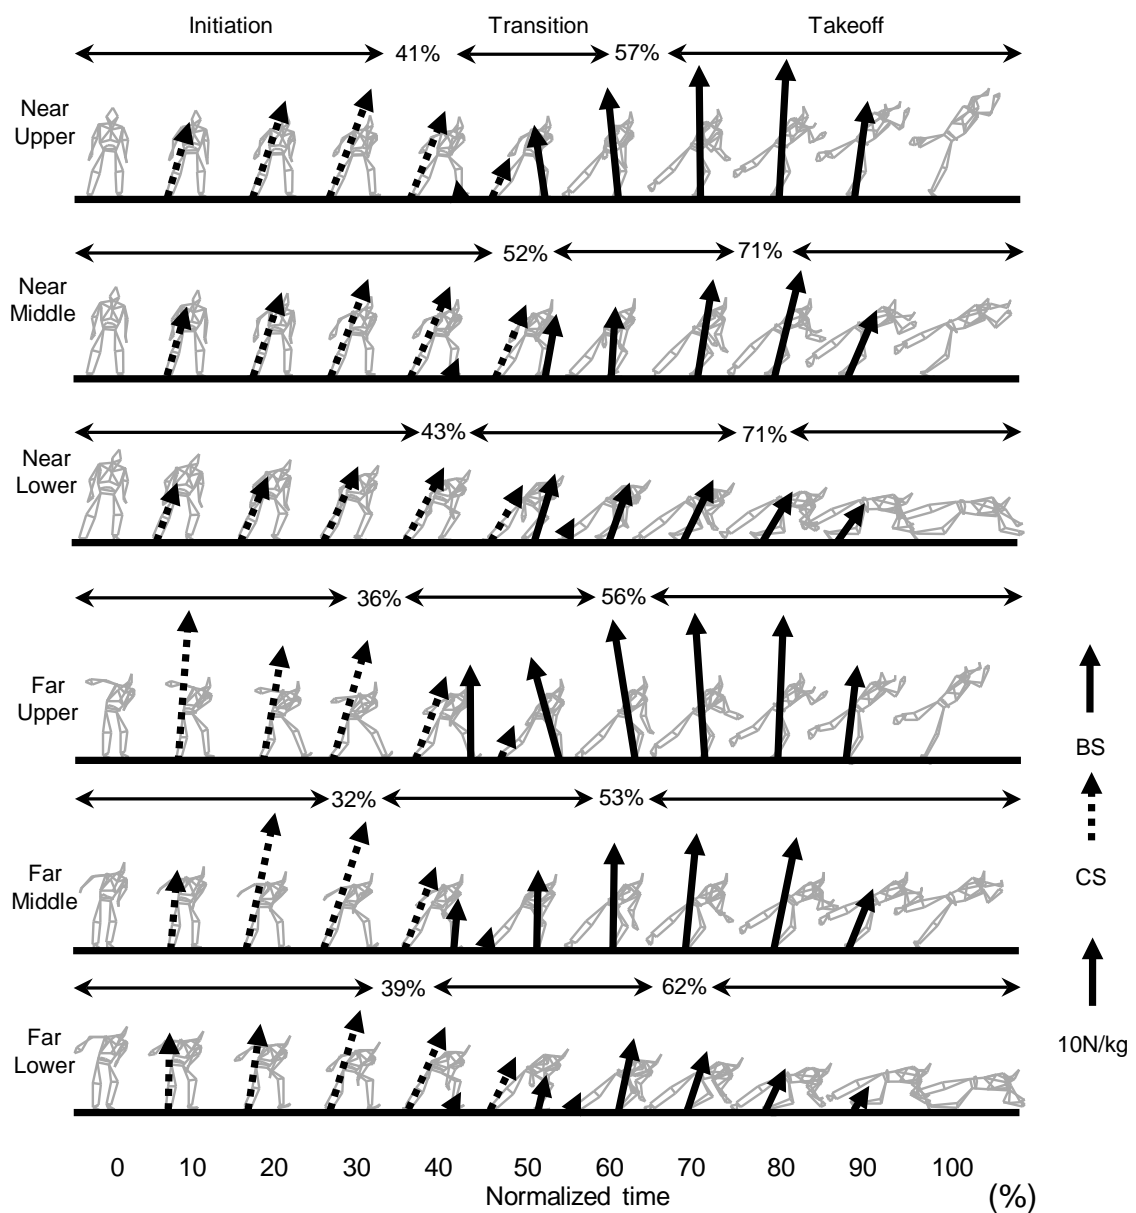 Initiation
Transition
Takeoff
41%
57%
Near
Upper
52%
71%
Near
Middle
43%
71%
Near
Lower
36%
56%
Far
Upper
BS
32%
53%
Far
Middle
CS
39%
62%
Far
Lower
10N/kg
0 10 20 30 40 50 60 70 80 90 100
Normalized time
(%)